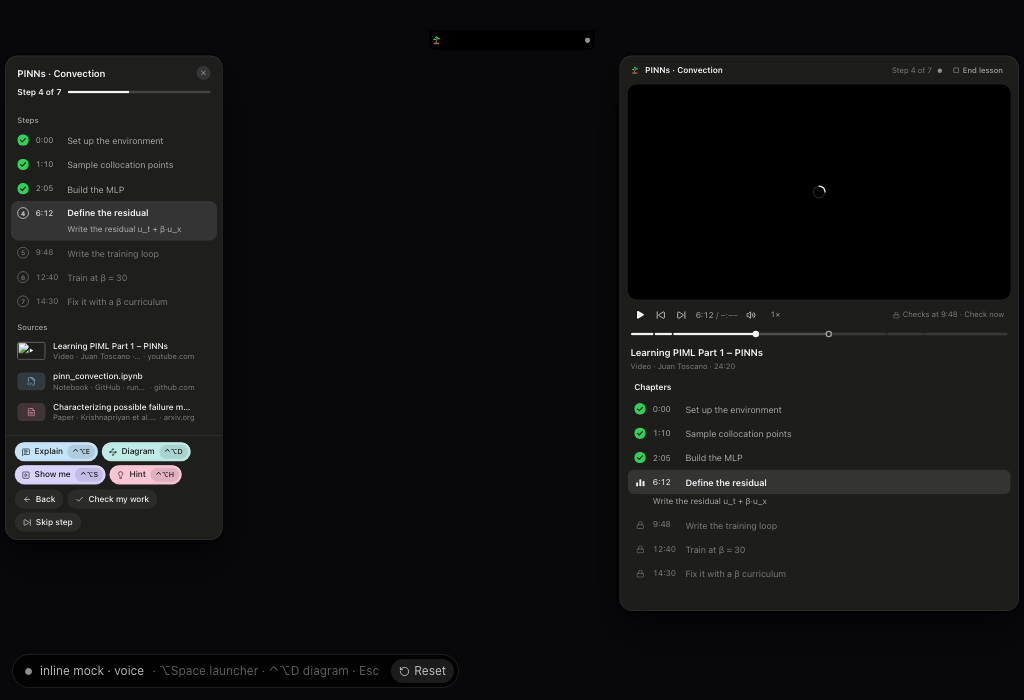 PINNs · Convection
Step 4 of 7
Steps
0:00 Set up the environment
1:10 Sample collocation points
2:05 Build the MLP
4 6:12 Define the residual
Write the residual u_t + β·u_x
5 9:48 Write the training loop
6 12:40 Train at β = 30
7 14:30 Fix it with a β curriculum
Sources
Learning PIML Part 1 – PINNs
Video · Juan Toscano ·... · youtube.com
pinn_convection.ipynb
Notebook · GitHub · run... · github.com
Characterizing possible failure m...
Paper · Krishnapriyan et al.... · arxiv.org
Explain ^⌥E Diagram ^⌥D
Show me ^⌥S Hint ^⌥H
Back Check my work
Skip step
PINNs · Convection Step 4 of 7 End lesson
6:12 / –:–– 1× Checks at 9:48 · Check now
Learning PIML Part 1 – PINNs
Video · Juan Toscano · 24:20
Chapters
0:00 Set up the environment
1:10 Sample collocation points
2:05 Build the MLP
6:12 Define the residual
Write the residual u_t + β·u_x
9:48 Write the training loop
12:40 Train at β = 30
14:30 Fix it with a β curriculum
inline mock · voice · ⌥Space launcher · ^⌥D diagram · Esc Reset